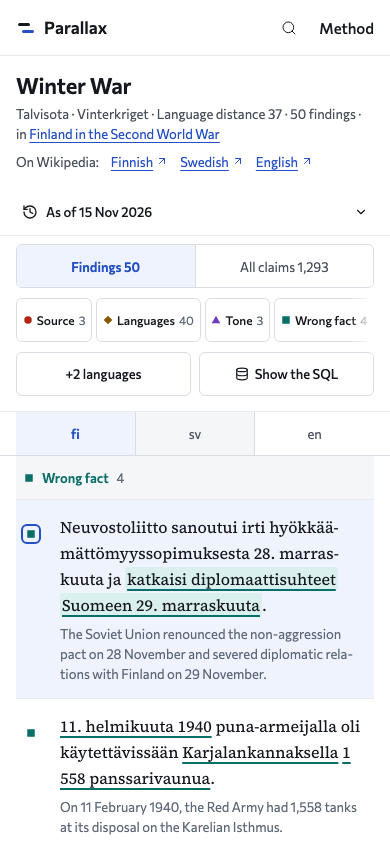 Parallax
Method
Winter War
Talvisota · Vinterkriget · Language distance 37 · 50 findings ·
in Finland in the Second World War
On Wikipedia: Finnish ↗ Swedish ↗ English ↗
As of 15 Nov 2026
Findings 50
All claims 1,293
Source 3
Languages 40
Tone 3
Wrong fact 4
+2 languages
Show the SQL
fi
sv
en
Wrong fact 4
Neuvostoliitto sanoutui irti hyökkää-
mättömyyssopimuksesta 28. marras-
kuuta ja katkaisi diplomaattisuhteet
Suomeen 29. marraskuuta.
The Soviet Union renounced the non-aggression
pact on 28 November and severed diplomatic rela-
tions with Finland on 29 November.
11. helmikuuta 1940 puna-armeijalla oli
käytettävissään Karjalankannaksella 1
558 panssarivaunua.
On 11 February 1940, the Red Army had 1,558 tanks
at its disposal on the Karelian Isthmus.